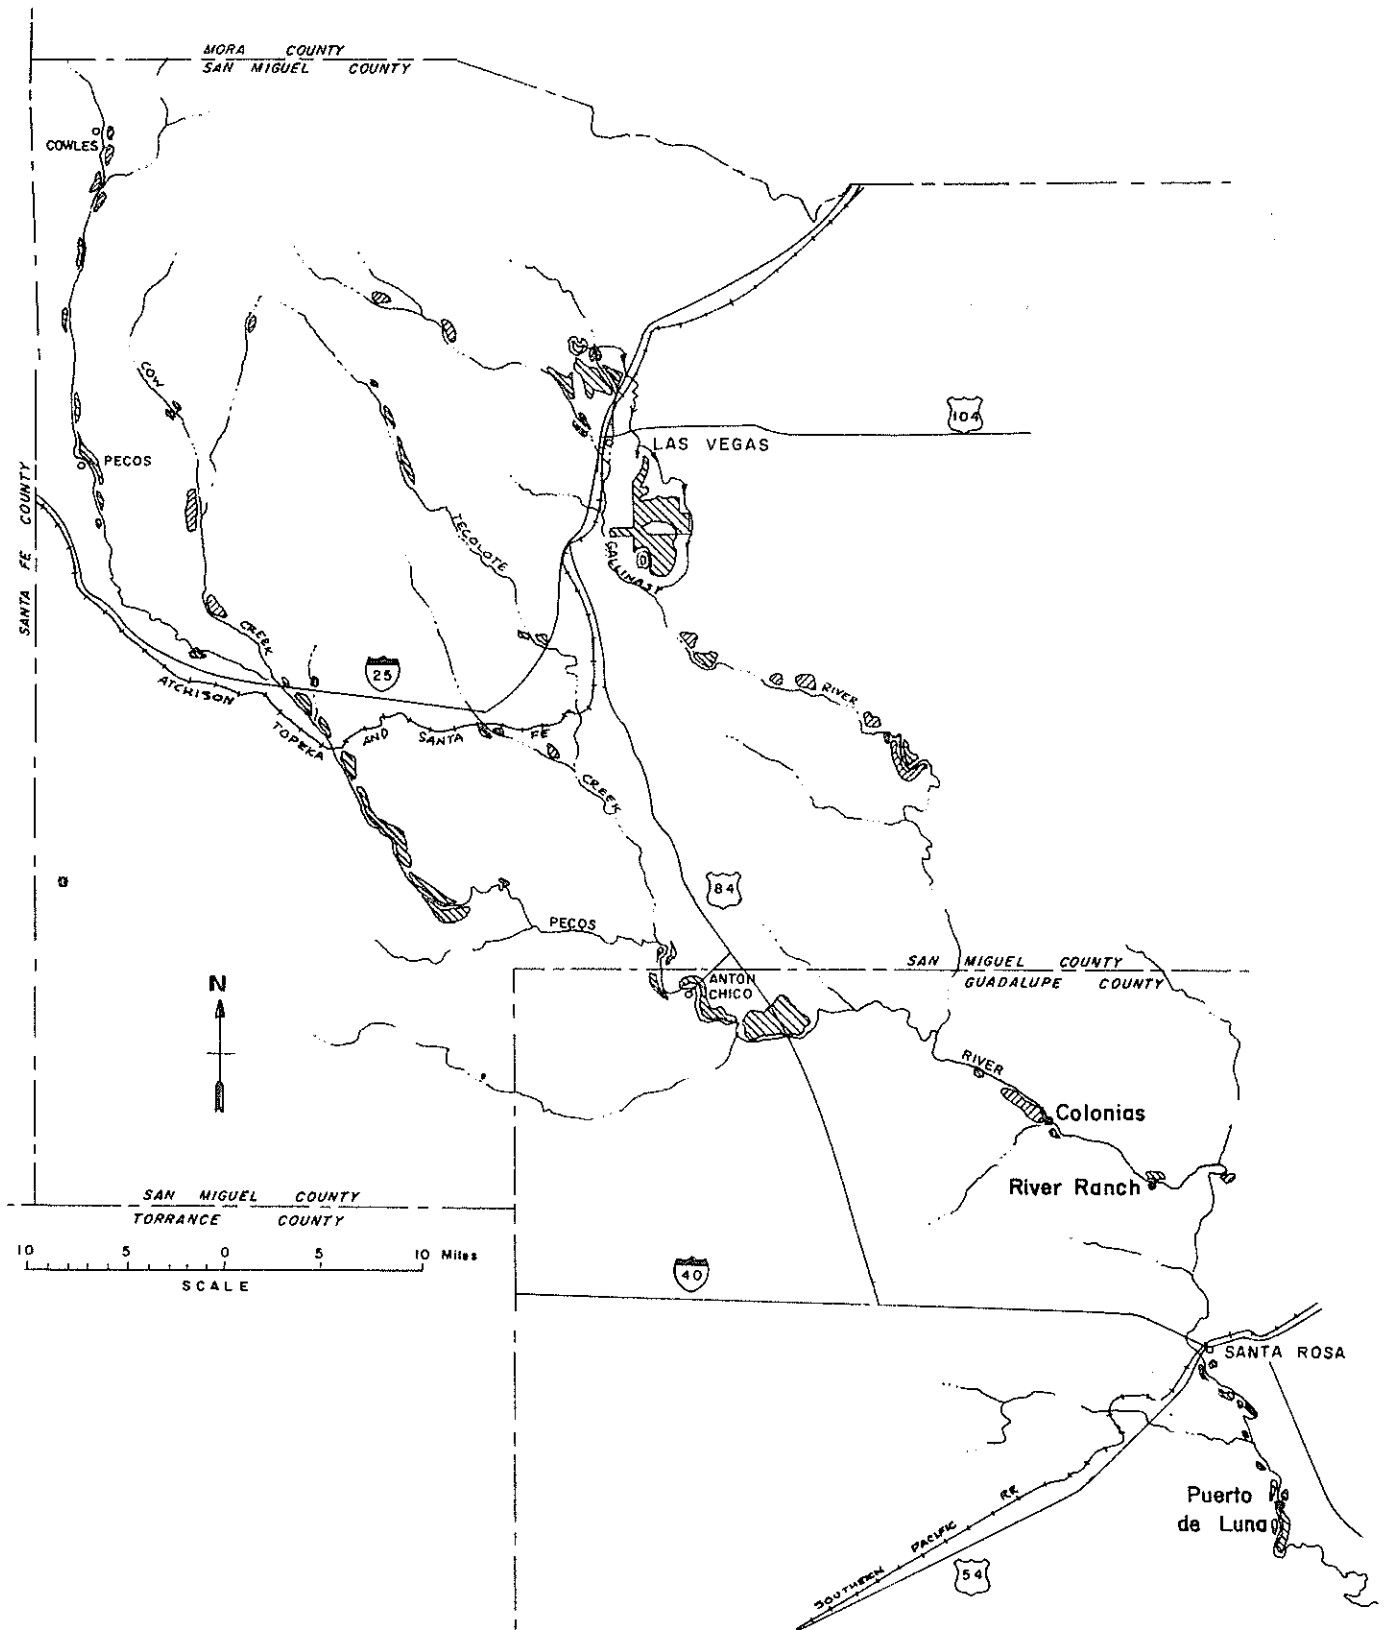 MORA COUNTY
SAN MIGUEL COUNTY
COWLES
COW
104
LAS VEGAS
PECOS
SANTA FE COUNTY
TECOLOTE
GALLINAS
CREEK
25
RIVER
ATCHISON
TOPEKA
AND
SANTA
FE
CREEK
84
PECOS
SAN MIGUEL COUNTY
GUADALUPE COUNTY
ANTON
CHICO
N
RIVER
Colonias
River Ranch
SAN MIGUEL COUNTY
TORRANCE COUNTY
10 5 0 5 10 Miles
SCALE
40
SANTA ROSA
Puerto
de Luna
SOUTHERN PACIFIC RR
54